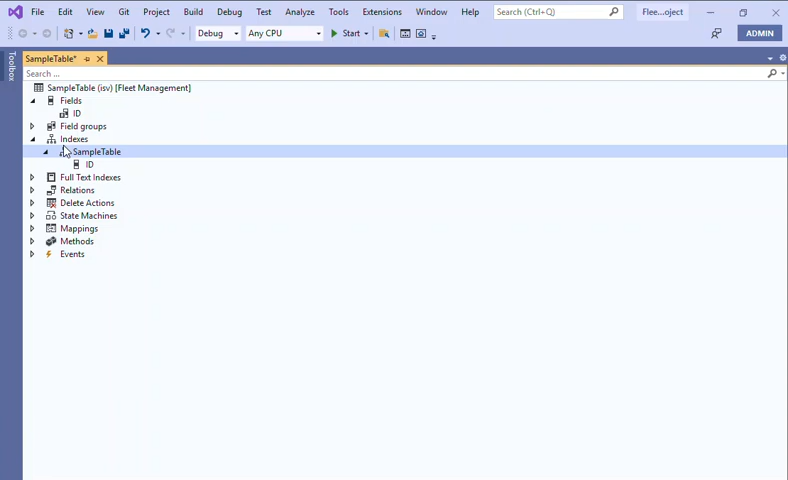 File Edit View Git Project Build Debug Test Analyze Tools Extensions Window Help Search (Ctrl+Q) Flee...oject
Debug Any CPU Start ADMIN
Toolbox
SampleTable*
Search ...
SampleTable (isv) [Fleet Management]
Fields
ID
Field groups
Indexes
SampleTable
ID
Full Text Indexes
Relations
Delete Actions
State Machines
Mappings
Methods
Events